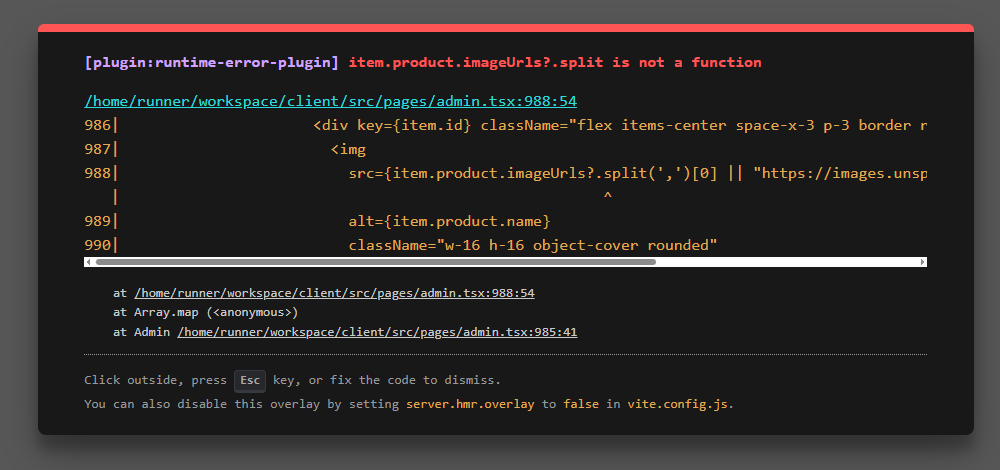 [plugin:runtime-error-plugin] item.product.imageUrls?.split is not a function
/home/runner/workspace/client/src/pages/admin.tsx:988:54
986|                       <div key={item.id} className="flex items-center space-x-3 p-3 border r
987|                         <img
988|                           src={item.product.imageUrls?.split(',')[0] || "https://images.unsp
   |                                                       ^
989|                           alt={item.product.name}
990|                           className="w-16 h-16 object-cover rounded"
at /home/runner/workspace/client/src/pages/admin.tsx:988:54
at Array.map (<anonymous>)
at Admin /home/runner/workspace/client/src/pages/admin.tsx:985:41
Click outside, press Esc key, or fix the code to dismiss.
You can also disable this overlay by setting server.hmr.overlay to false in vite.config.js.